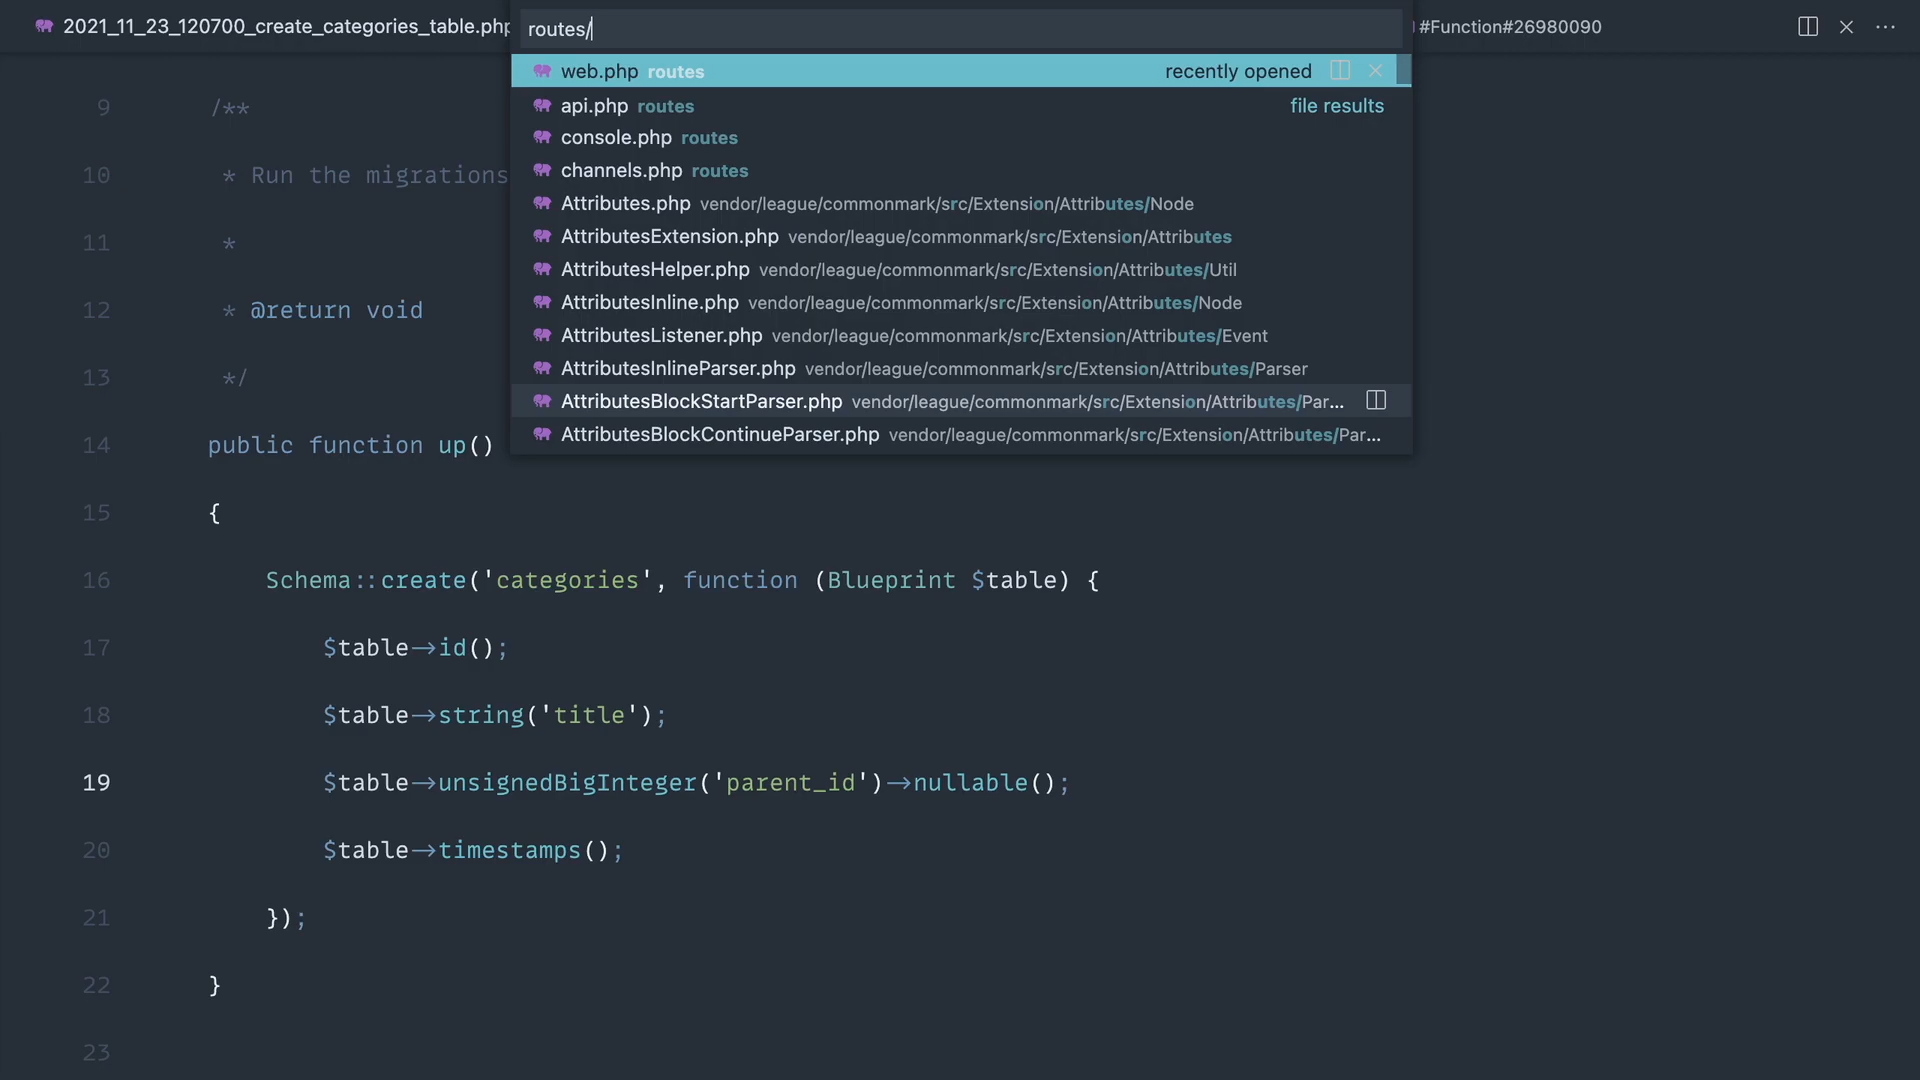 2021_11_23_120700_create_categories_table.php
#Function#26980090
routes/
web.php routes recently opened
api.php routes file results
console.php routes
channels.php routes
Attributes.php vendor/league/commonmark/src/Extension/Attributes/Node
AttributesExtension.php vendor/league/commonmark/src/Extension/Attributes
AttributesHelper.php vendor/league/commonmark/src/Extension/Attributes/Util
AttributesInline.php vendor/league/commonmark/src/Extension/Attributes/Node
AttributesListener.php vendor/league/commonmark/src/Extension/Attributes/Event
AttributesInlineParser.php vendor/league/commonmark/src/Extension/Attributes/Parser
AttributesBlockStartParser.php vendor/league/commonmark/src/Extension/Attributes/Par...
AttributesBlockContinueParser.php vendor/league/commonmark/src/Extension/Attributes/Par...
9 /**
10 * Run the migrations
11 *
12 * @return void
13 */
14 public function up()
15 {
16 Schema::create('categories', function (Blueprint $table) {
17 $table->id();
18 $table->string('title');
19 $table->unsignedBigInteger('parent_id')->nullable();
20 $table->timestamps();
21 });
22 }
23